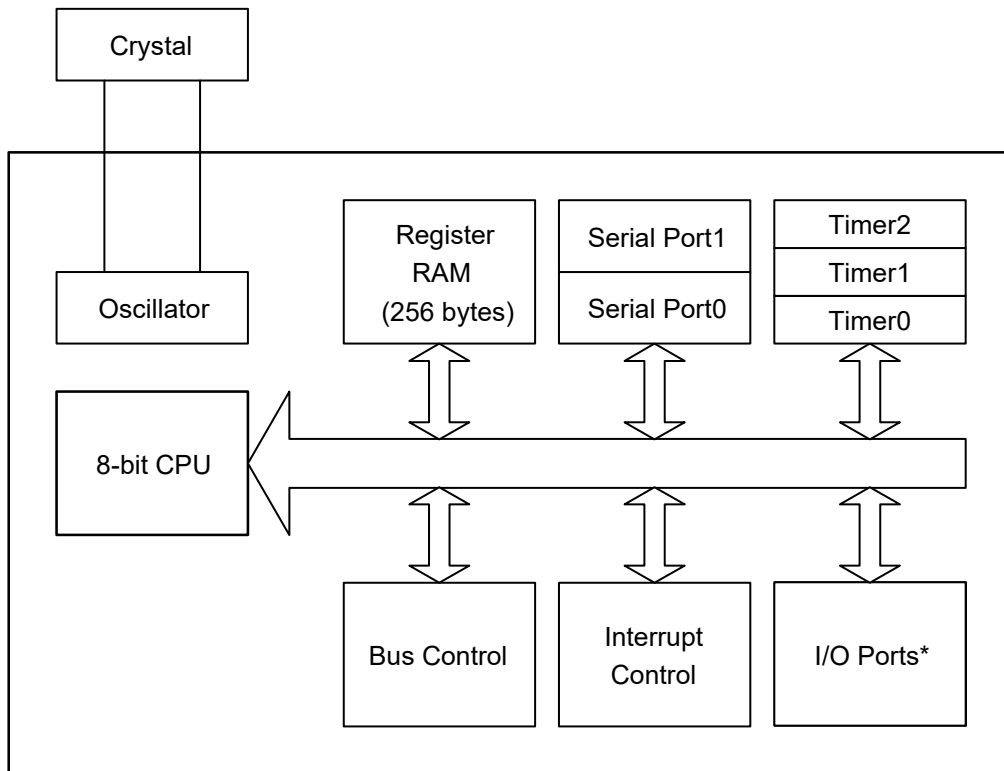 Crystal
Oscillator
Register
RAM
(256 bytes)
Serial Port1
Serial Port0
Timer2
Timer1
Timer0
8-bit CPU
Bus Control
Interrupt
Control
I/O Ports*